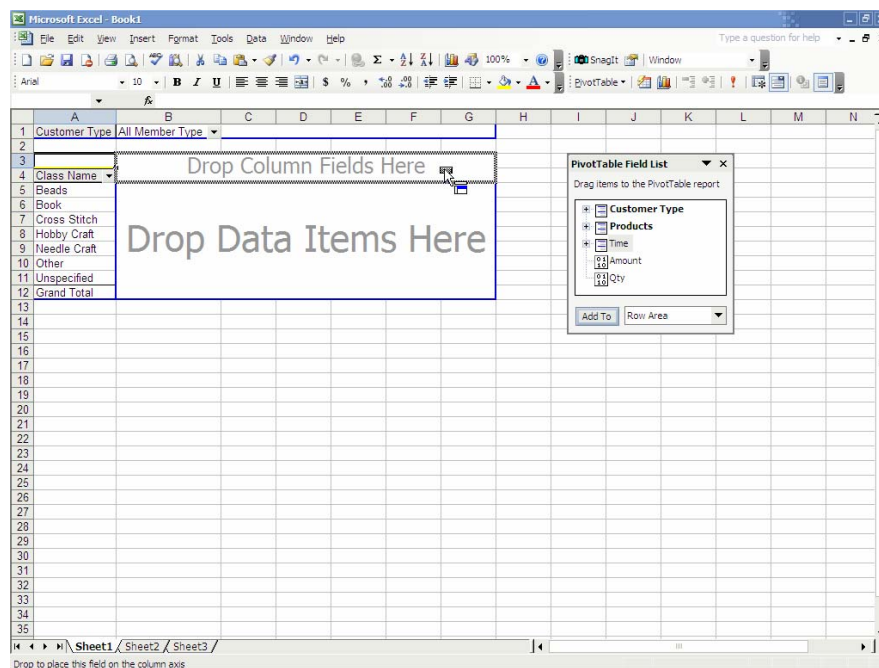 Microsoft Excel - Book1
File Edit View Insert Format Tools Data Window Help Type a question for help
100% SnagIt Window
Arial 10 B I U $ % , PivotTable
fx
A B C D E F G H I J K L M N
1 Customer Type All Member Type
2
3 Drop Column Fields Here
4 Class Name
5 Beads
6 Book
7 Cross Stitch
8 Hobby Craft
9 Needle Craft
10 Other
11 Unspecified
12 Grand Total
Drop Data Items Here
13
14
15
16
17
18
19
20
21
22
23
24
25
26
27
28
29
30
31
32
33
34
35
PivotTable Field List
Drag items to the PivotTable report
Customer Type
Products
Time
Amount
Qty
Add To Row Area
Sheet1 Sheet2 Sheet3
Drop to place this field on the column axis